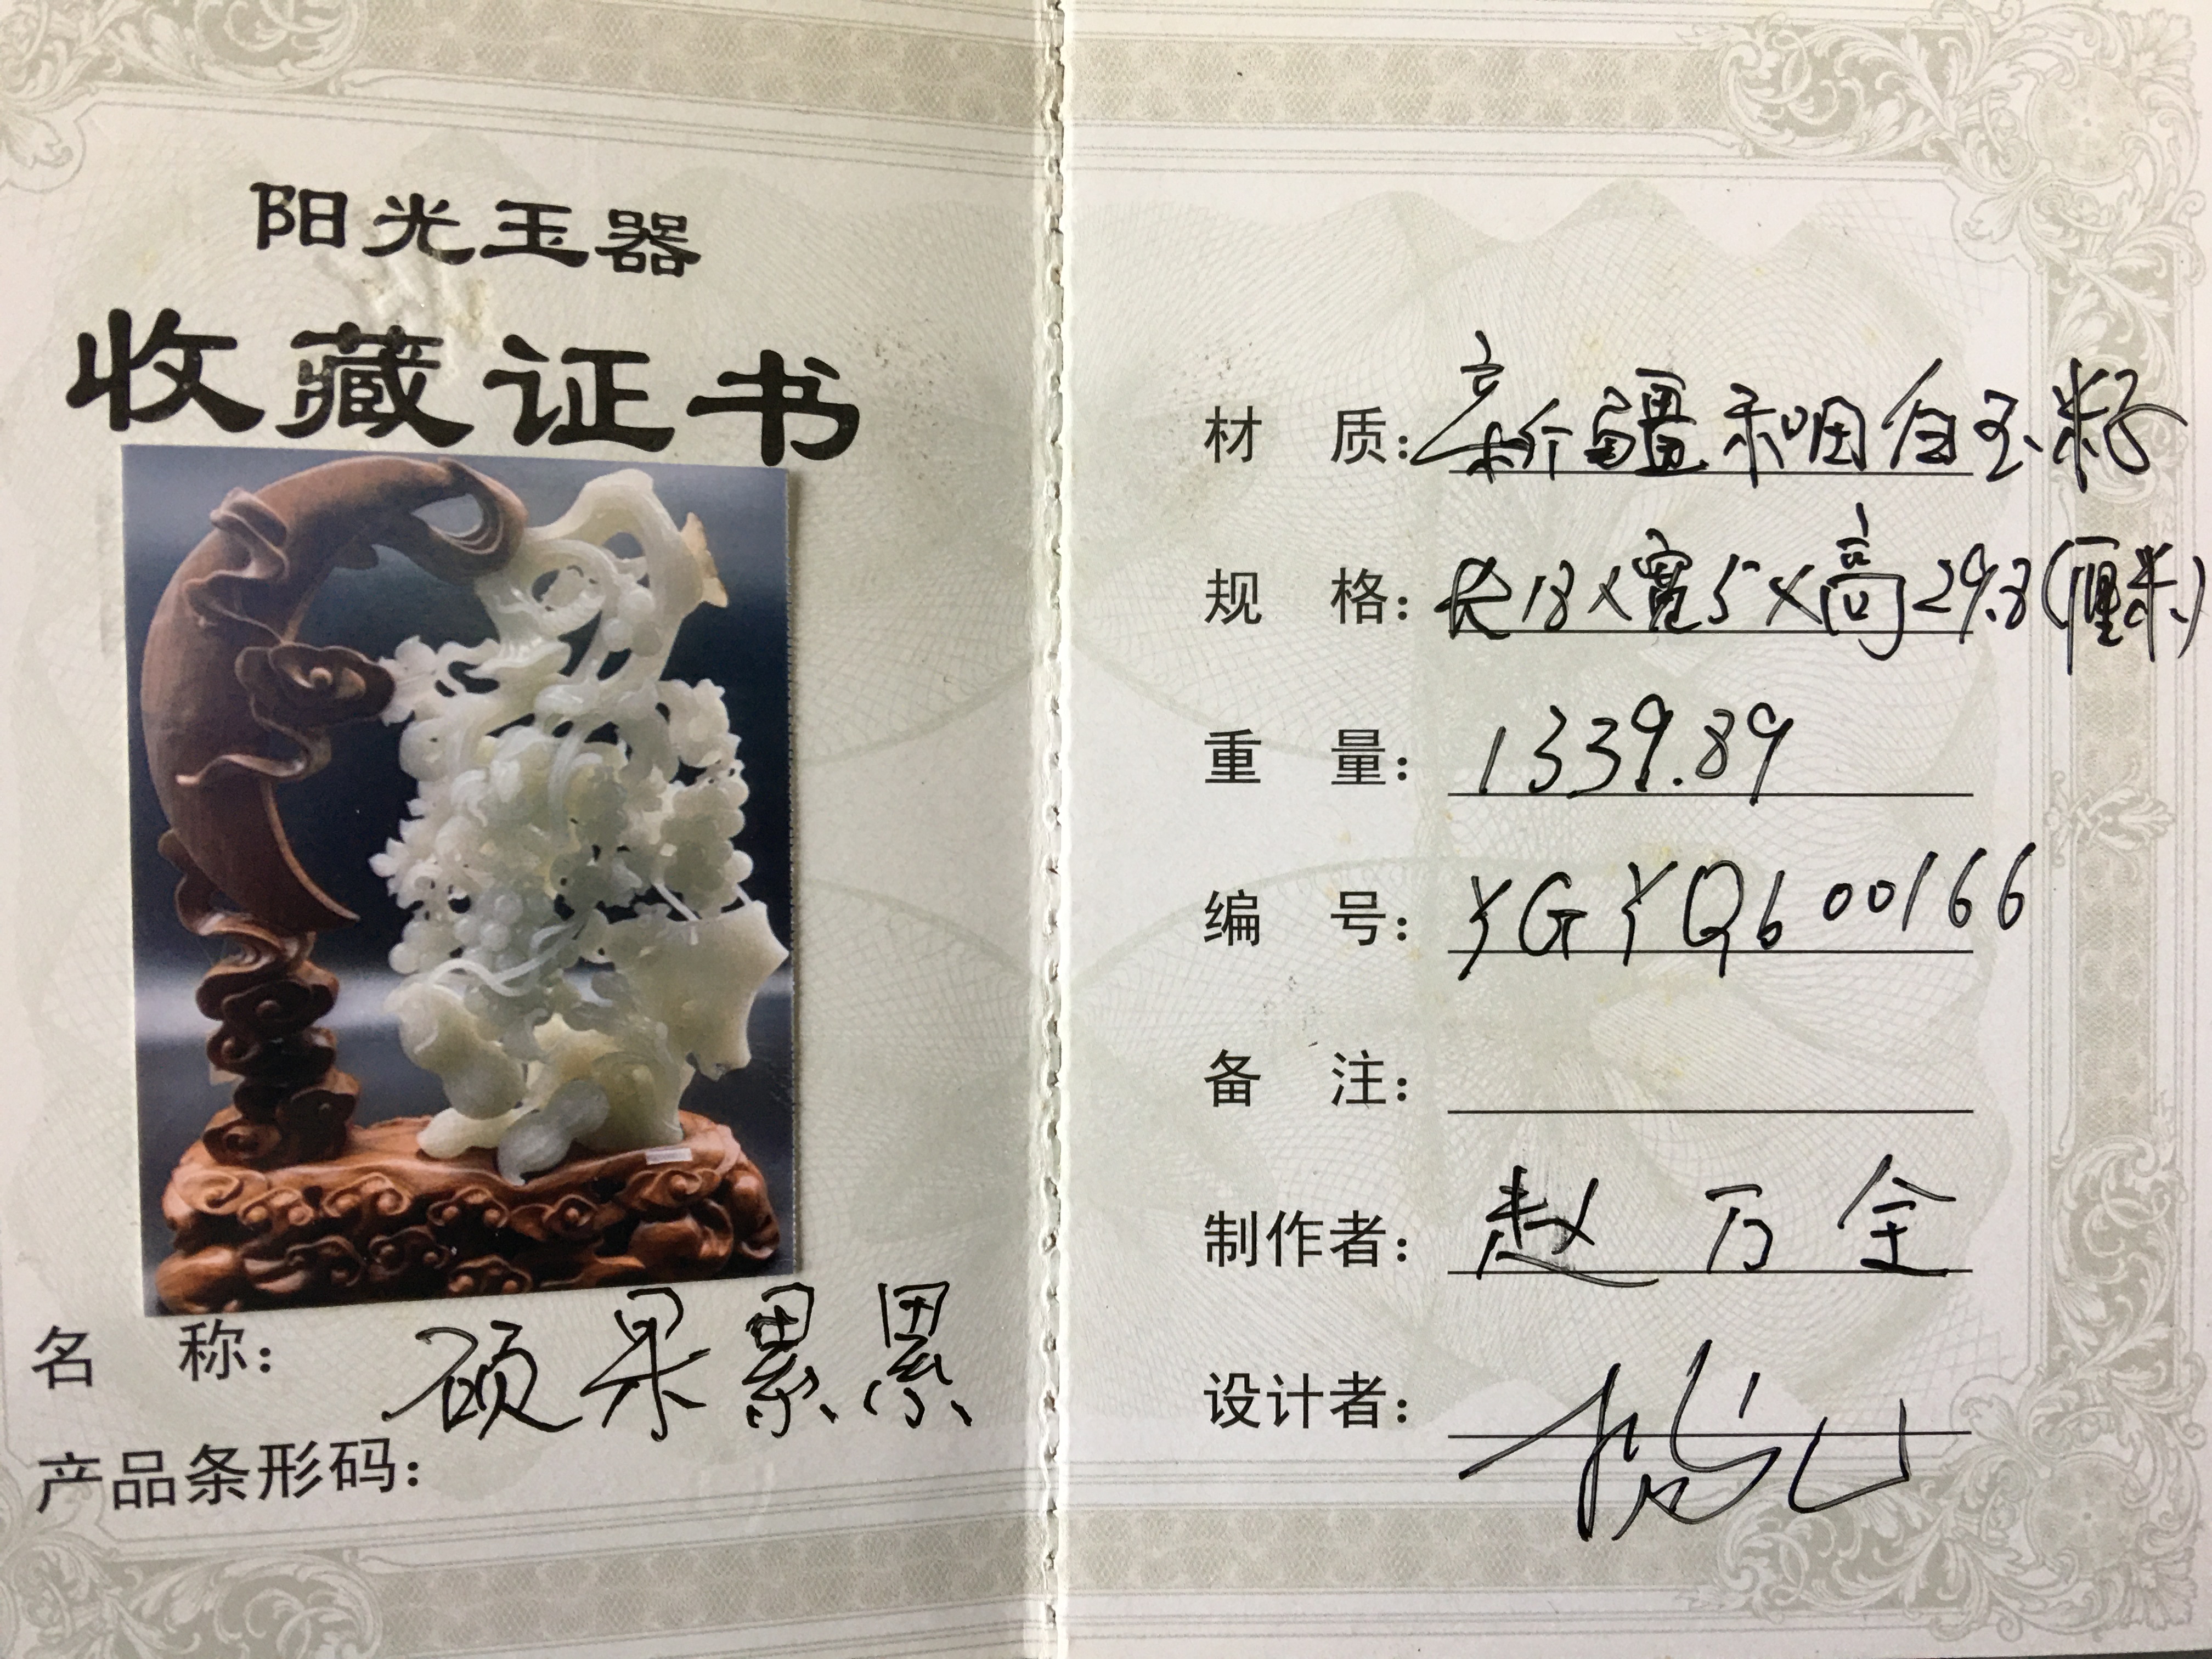 阳光玉器
收藏证书
名 称：硕果累累
产品条形码：
材 质：新疆和田白玉籽
规 格：长18×宽5×高29.8(厘米)
重 量：1339.89
编 号：YGYQ600166
备 注：
制作者：赵万全
设计者：